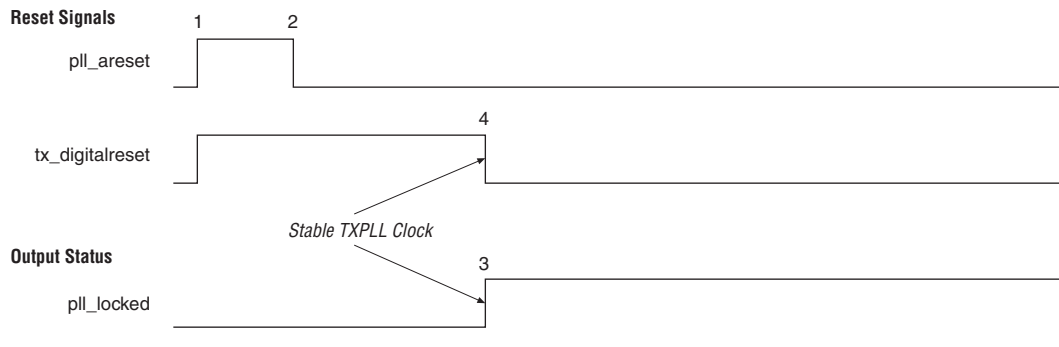 Reset Signals
1 2
pll_areset
4
tx_digitalreset
Stable TXPLL Clock
Output Status
3
pll_locked